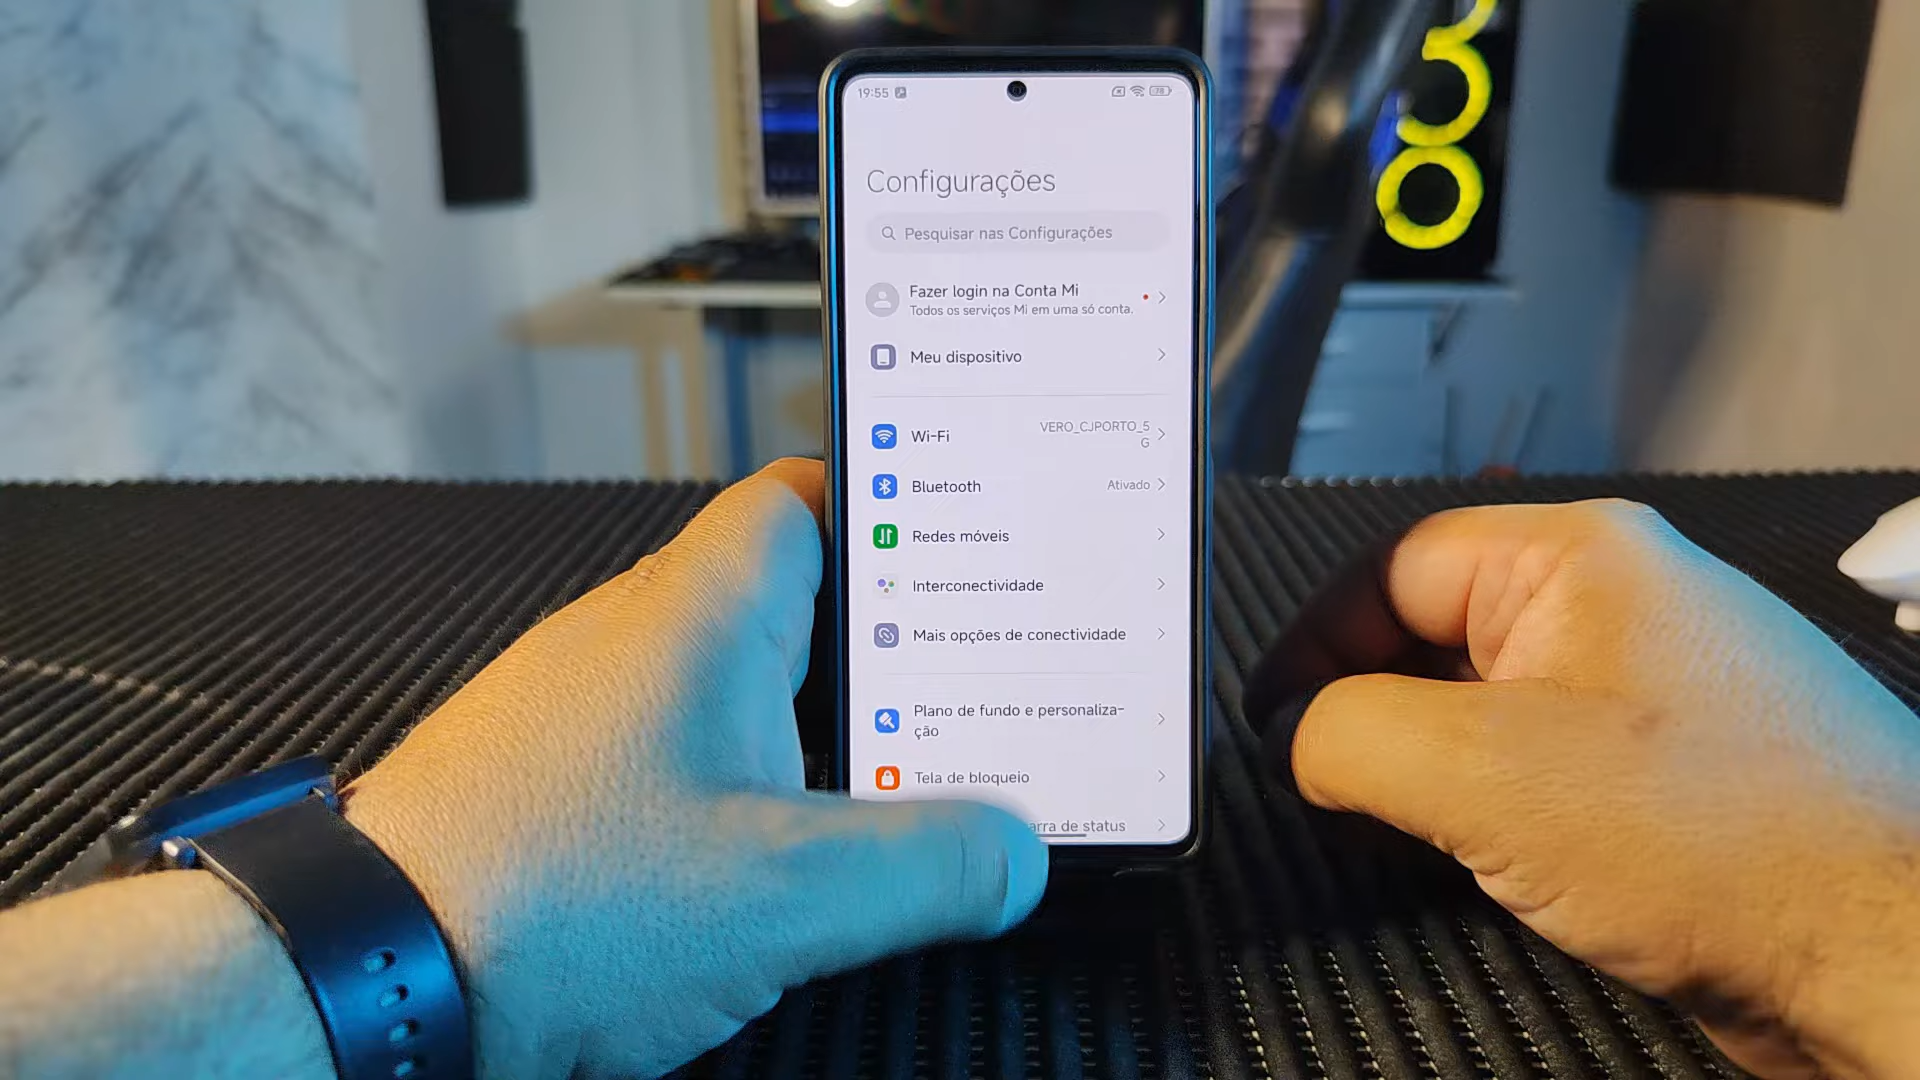 19:55
78
Configurações
Pesquisar nas Configurações
Fazer login na Conta Mi
Todos os serviços Mi em uma só conta.
Meu dispositivo
Wi-Fi
VERO_CJPORTO_5
G
Bluetooth
Ativado
Redes móveis
Interconectividade
Mais opções de conectividade
Plano de fundo e personaliza-
ção
Tela de bloqueio
arra de status